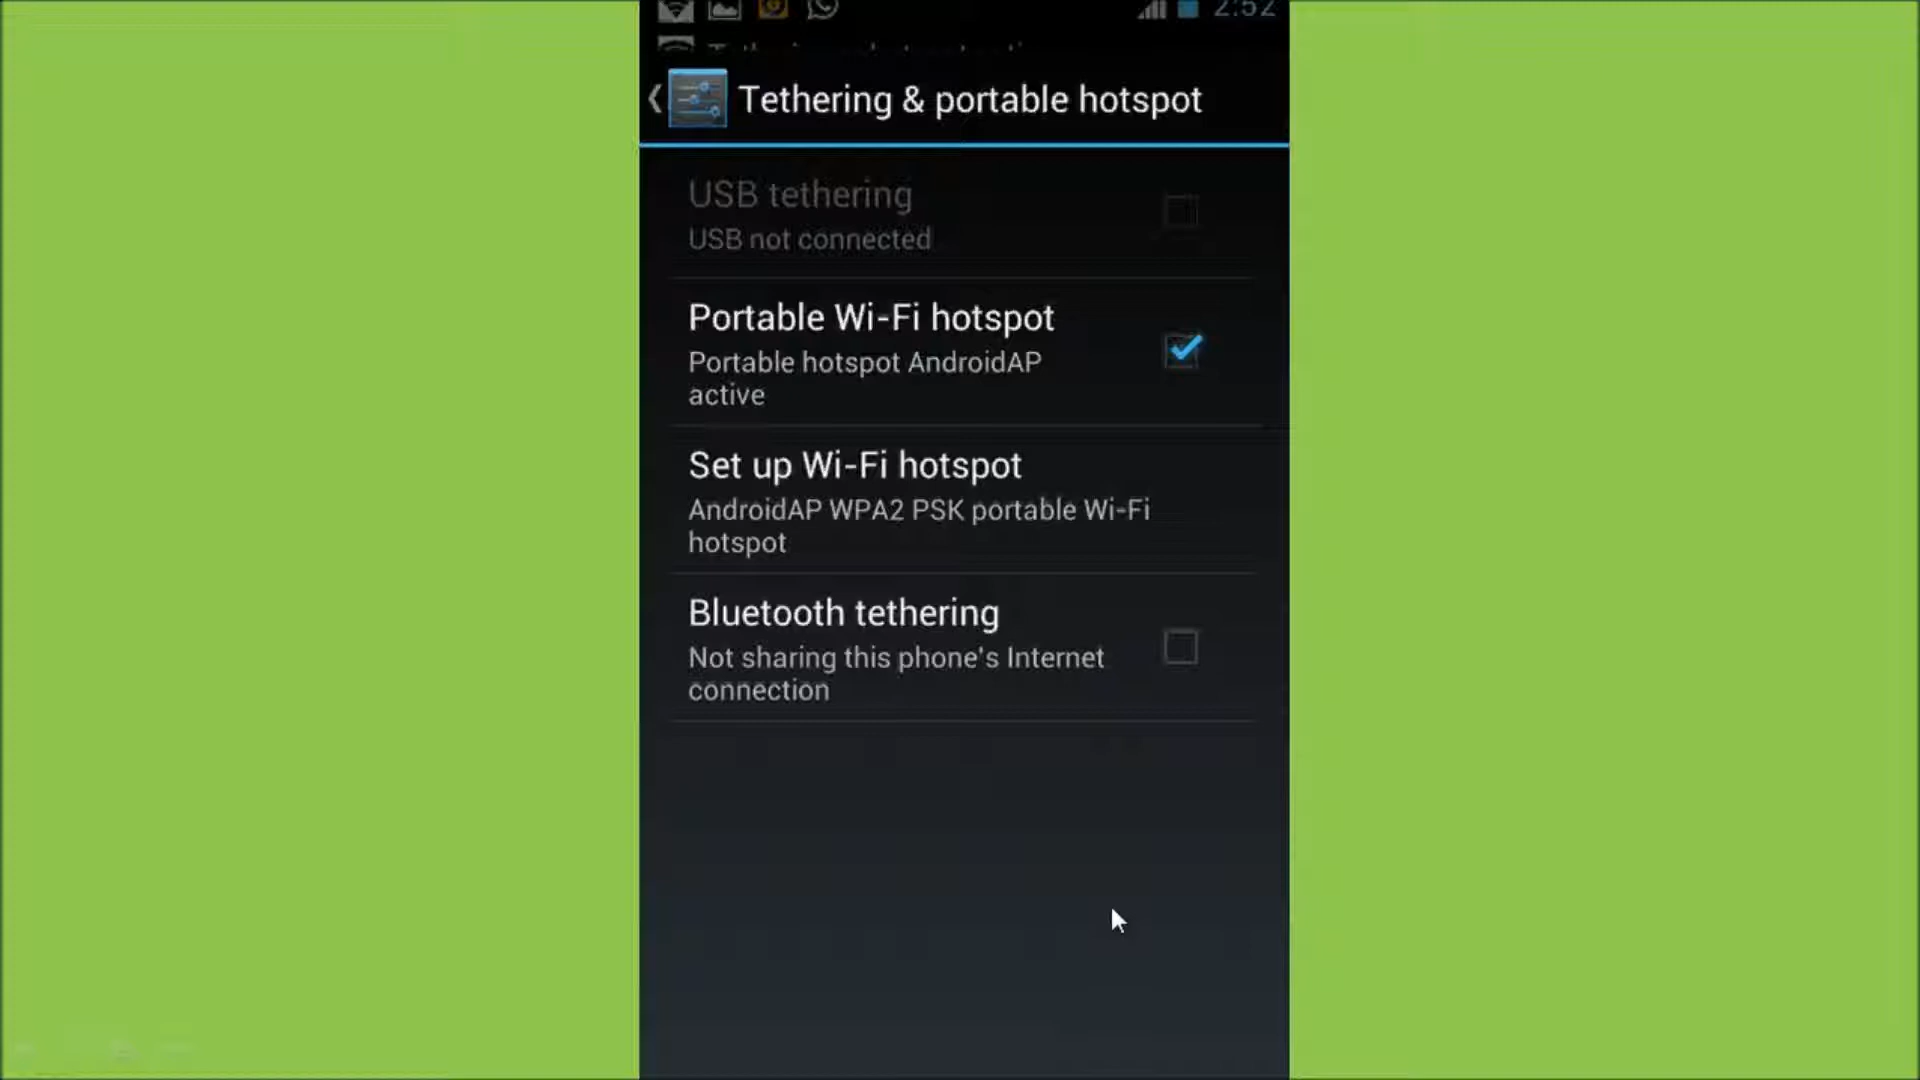 2:52
Tethering & portable hotspot
USB tethering
USB not connected
Portable Wi-Fi hotspot
Portable hotspot AndroidAP
active
Set up Wi-Fi hotspot
AndroidAP WPA2 PSK portable Wi-Fi
hotspot
Bluetooth tethering
Not sharing this phone's Internet
connection